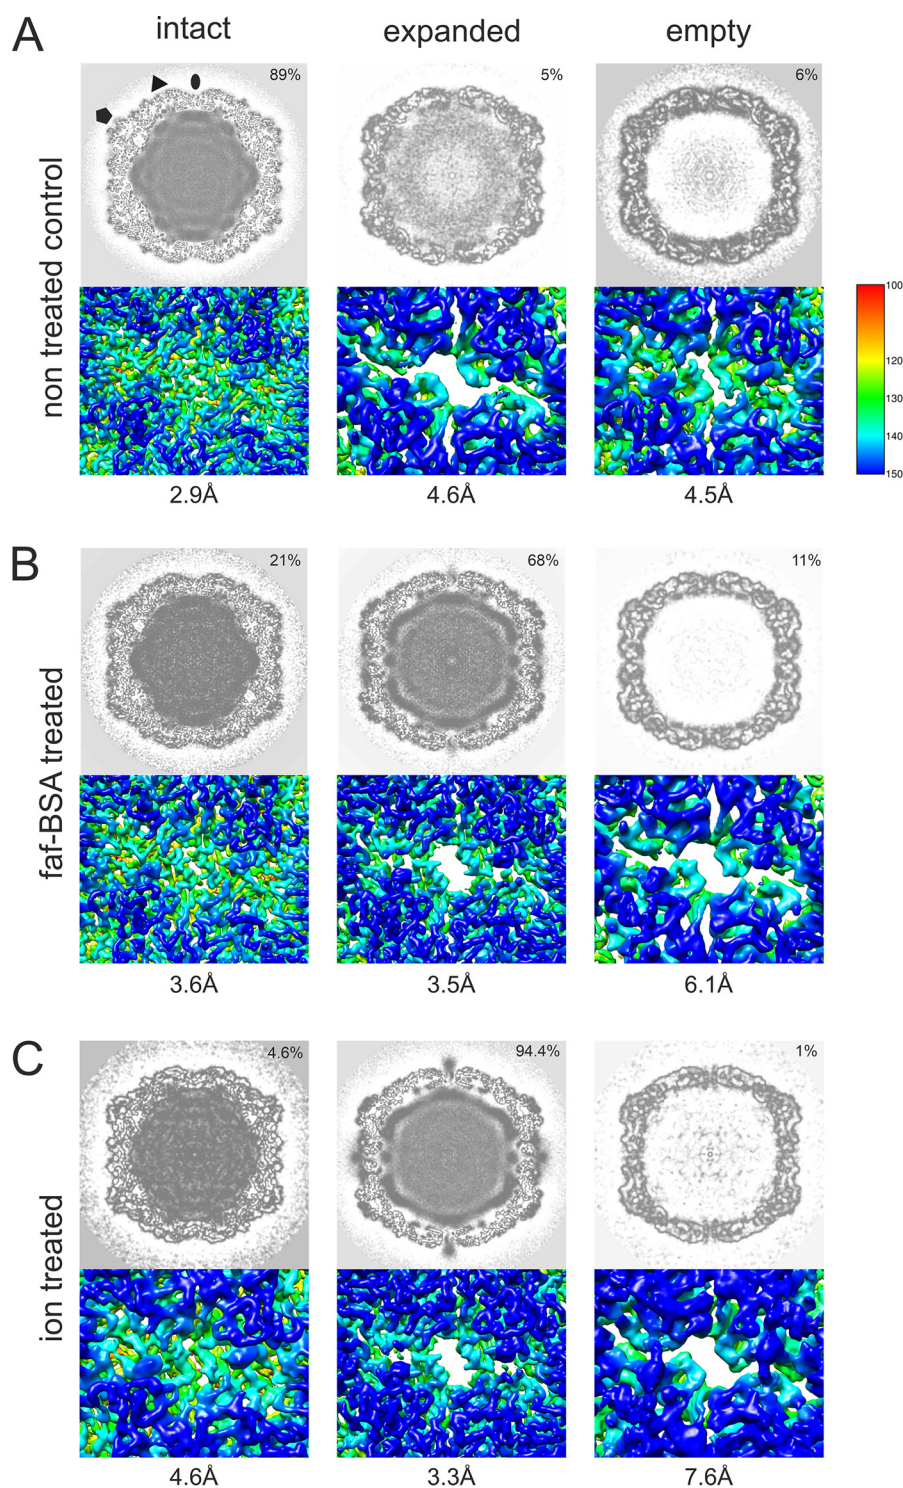 A
intact
expanded
empty
non treated control
89%
5%
6%
100
120
130
140
150
2.9Å
4.6Å
4.5Å
B
faf-BSA treated
21%
68%
11%
3.6Å
3.5Å
6.1Å
C
ion treated
4.6%
94.4%
1%
4.6Å
3.3Å
7.6Å